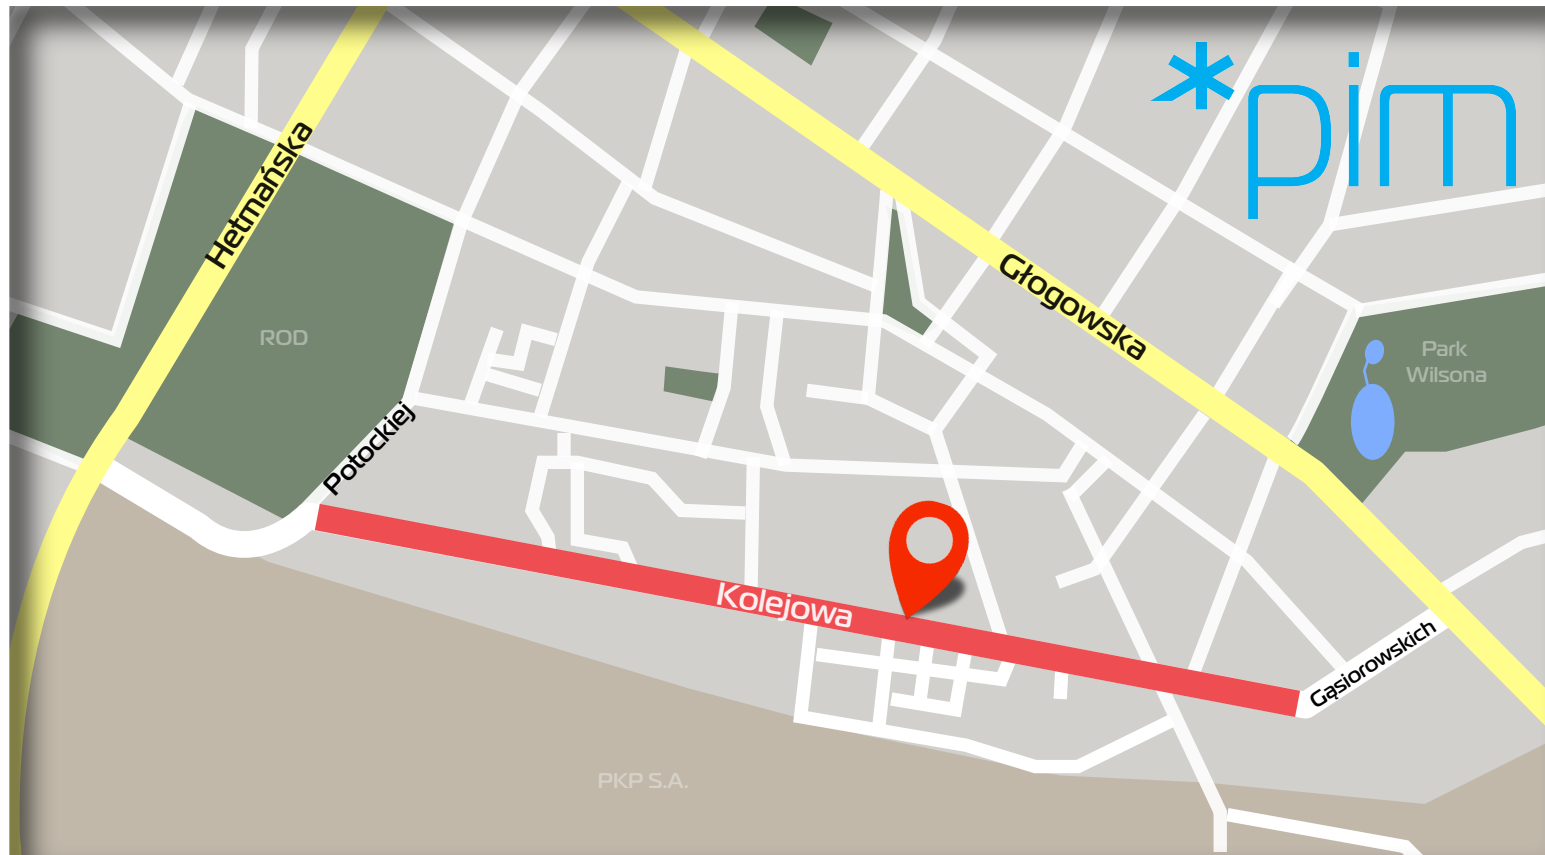 *pim
Hetmańska
Głogowska
ROD
Park
Wilsona
Potockiej
Kolejowa
Gąsiorowskich
PKP S.A.